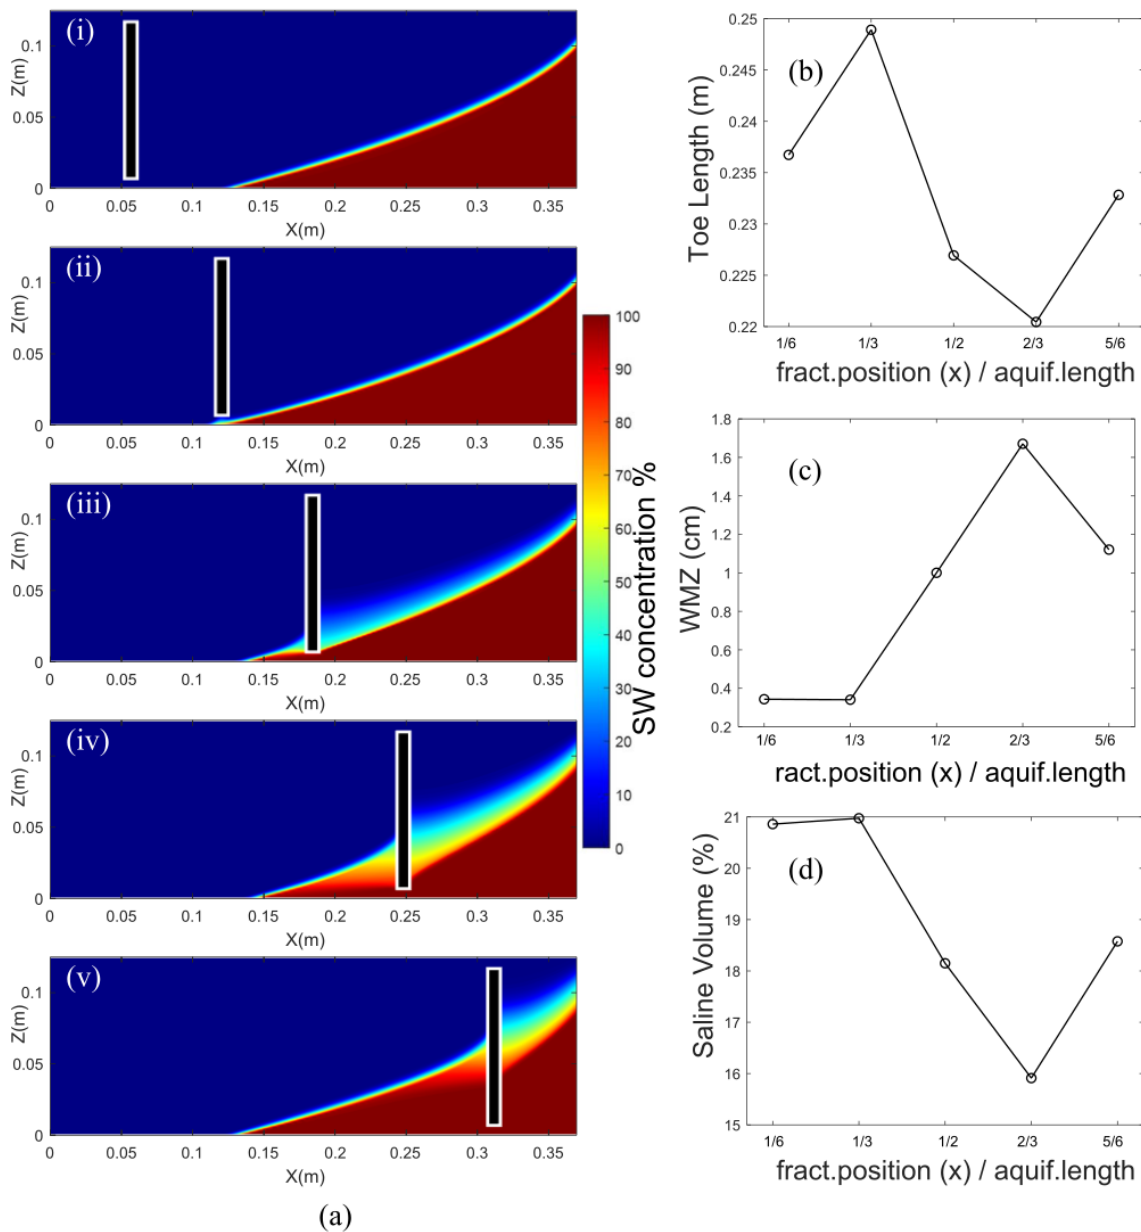 (i)
0.1
0.05
0
Z(m)
0 0.05 0.1 0.15 0.2 0.25 0.3 0.35
X(m)
(ii)
0.1
0.05
0
Z(m)
0 0.05 0.1 0.15 0.2 0.25 0.3 0.35
X(m)
(iii)
0.1
0.05
0
Z(m)
0 0.05 0.1 0.15 0.2 0.25 0.3 0.35
X(m)
(iv)
0.1
0.05
0
Z(m)
0 0.05 0.1 0.15 0.2 0.25 0.3 0.35
X(m)
(v)
0.1
0.05
0
Z(m)
0 0.05 0.1 0.15 0.2 0.25 0.3 0.35
X(m)
(a)
100
90
80
70
60
50
40
30
20
10
0
SW concentration %
(b)
0.25
0.245
0.24
0.235
0.23
0.225
0.22
Toe Length (m)
1/6 1/3 1/2 2/3 5/6
fract.position (x) / aquif.length
(c)
1.8
1.6
1.4
1.2
1
0.8
0.6
0.4
0.2
WMZ (cm)
1/6 1/3 1/2 2/3 5/6
ract.position (x) / aquif.length
(d)
21
20
19
18
17
16
15
Saline Volume (%)
1/6 1/3 1/2 2/3 5/6
fract.position (x) / aquif.length